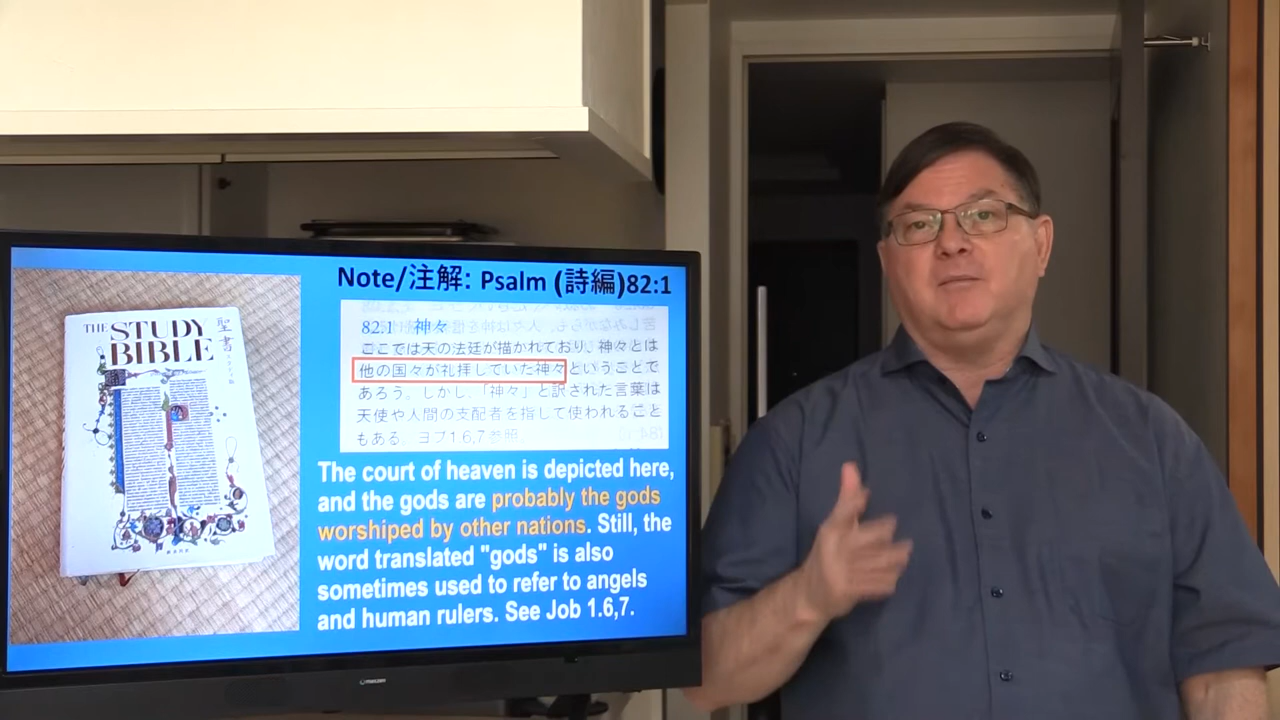 Note/注解: Psalm (詩編)82:1
THE STUDY
BIBLE
聖書
スタディ版
82.1 神々
ここでは天の法廷が描かれており、神々とは
他の国々が礼拝していた神々ということで
あろう。しかし、「神々」と訳された言葉は
天使や人間の支配者を指して使われること
もある ヨブ1.6,7参照
The court of heaven is depicted here,
and the gods are probably the gods
worshiped by other nations. Still, the
word translated "gods" is also
sometimes used to refer to angels
and human rulers. See Job 1.6,7.